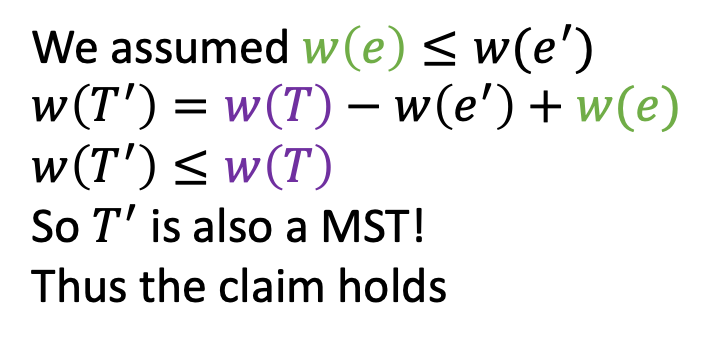 We assumed w(e) ≤ w(e′)
w(T′) = w(T) − w(e′) + w(e)
w(T′) ≤ w(T)
So T′ is also a MST!
Thus the claim holds